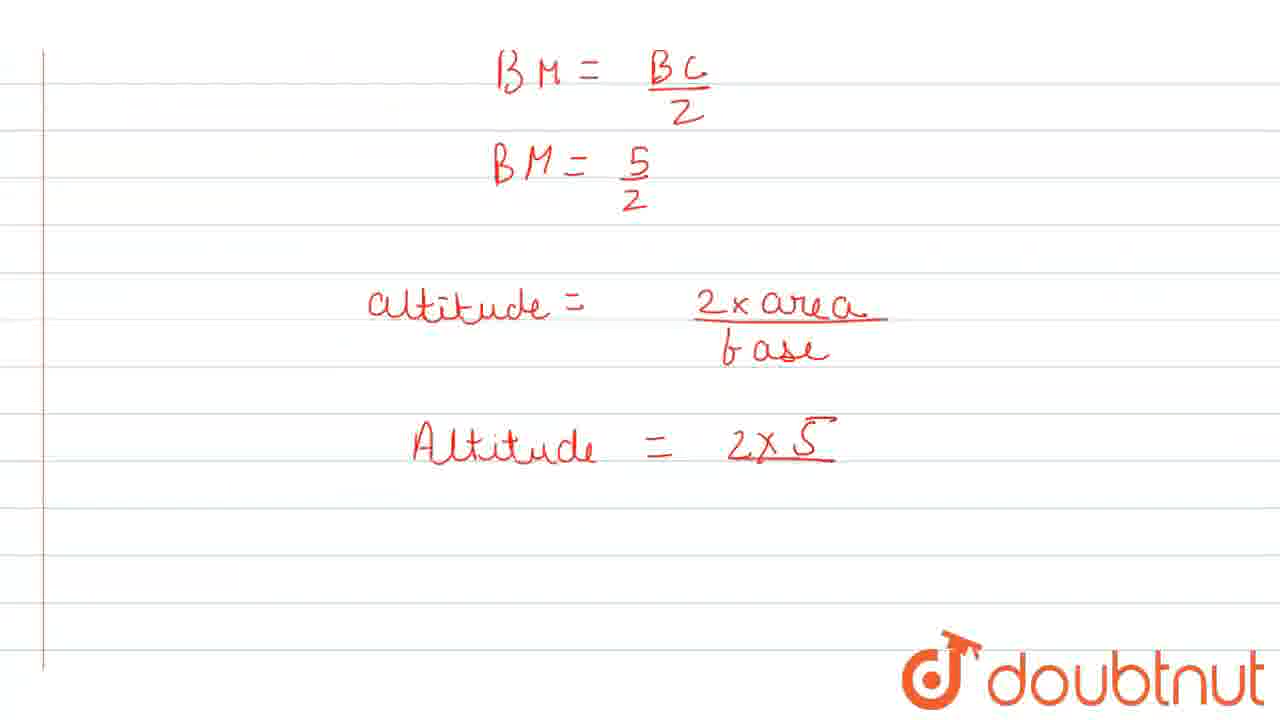 BM = BC/2
BM = 5/2
altitude = 2 x area / base
Altitude = 2 x 5
doubtnut